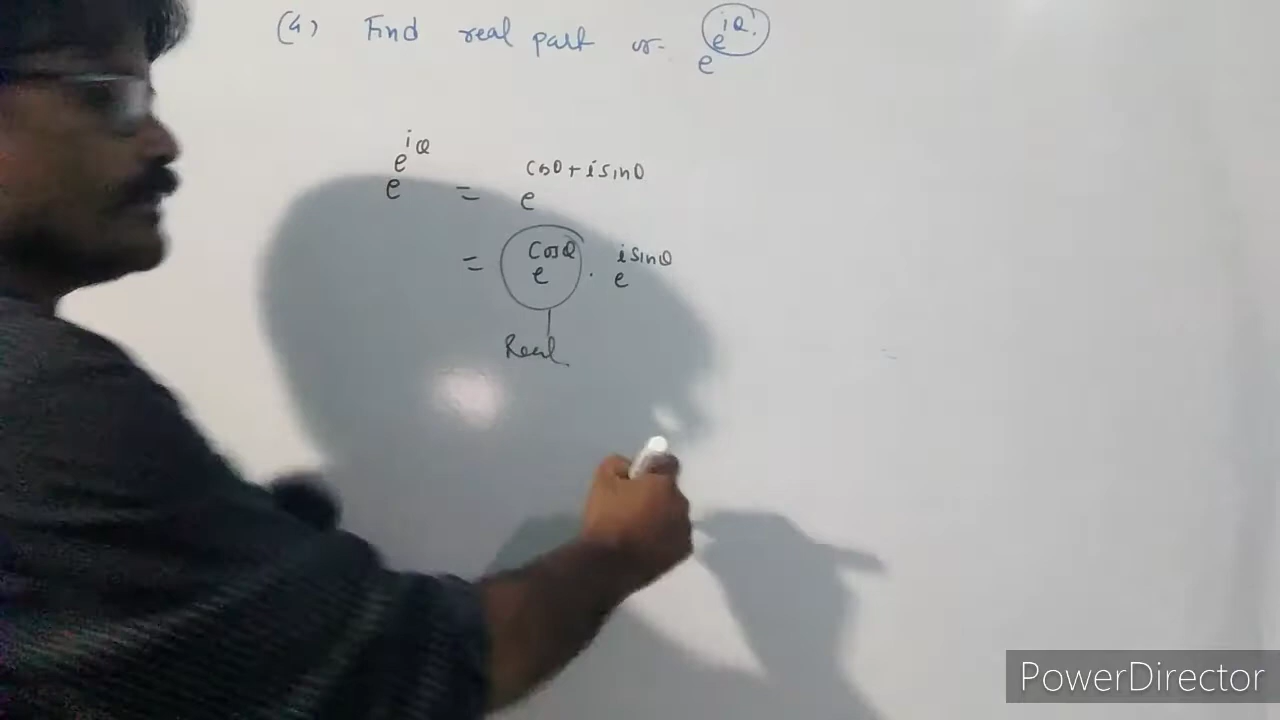 (4) Find real part of e^e^iθ.
e^e^iθ = e^cosθ + i sinθ
= e^cosθ . e^i sinθ
Real
PowerDirector